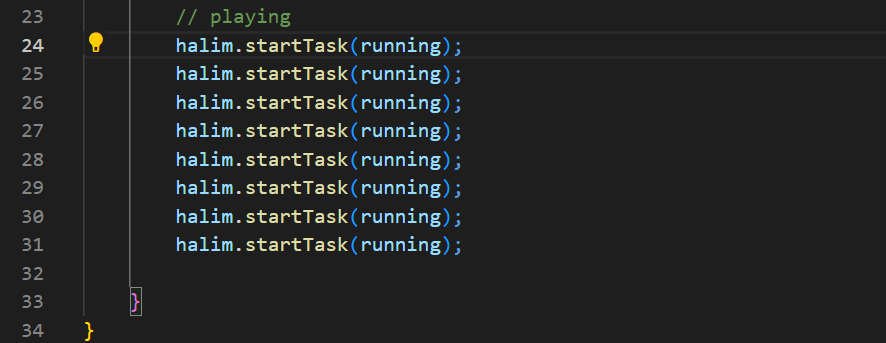 23 // playing
24 halim.startTask(running);
25 halim.startTask(running);
26 halim.startTask(running);
27 halim.startTask(running);
28 halim.startTask(running);
29 halim.startTask(running);
30 halim.startTask(running);
31 halim.startTask(running);
32
33 }
34 }